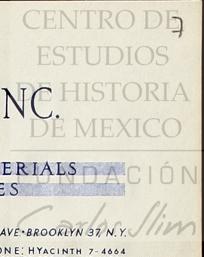 7
CENTRO DE
ESTUDIOS
DE HISTORIA
DE MEXICO
FUNDACIÓN
Carlos Slim
NC.
ERIALS
ES
AVE•BROOKLYN 37 N.Y.
ONE: HYACINTH 7-4664